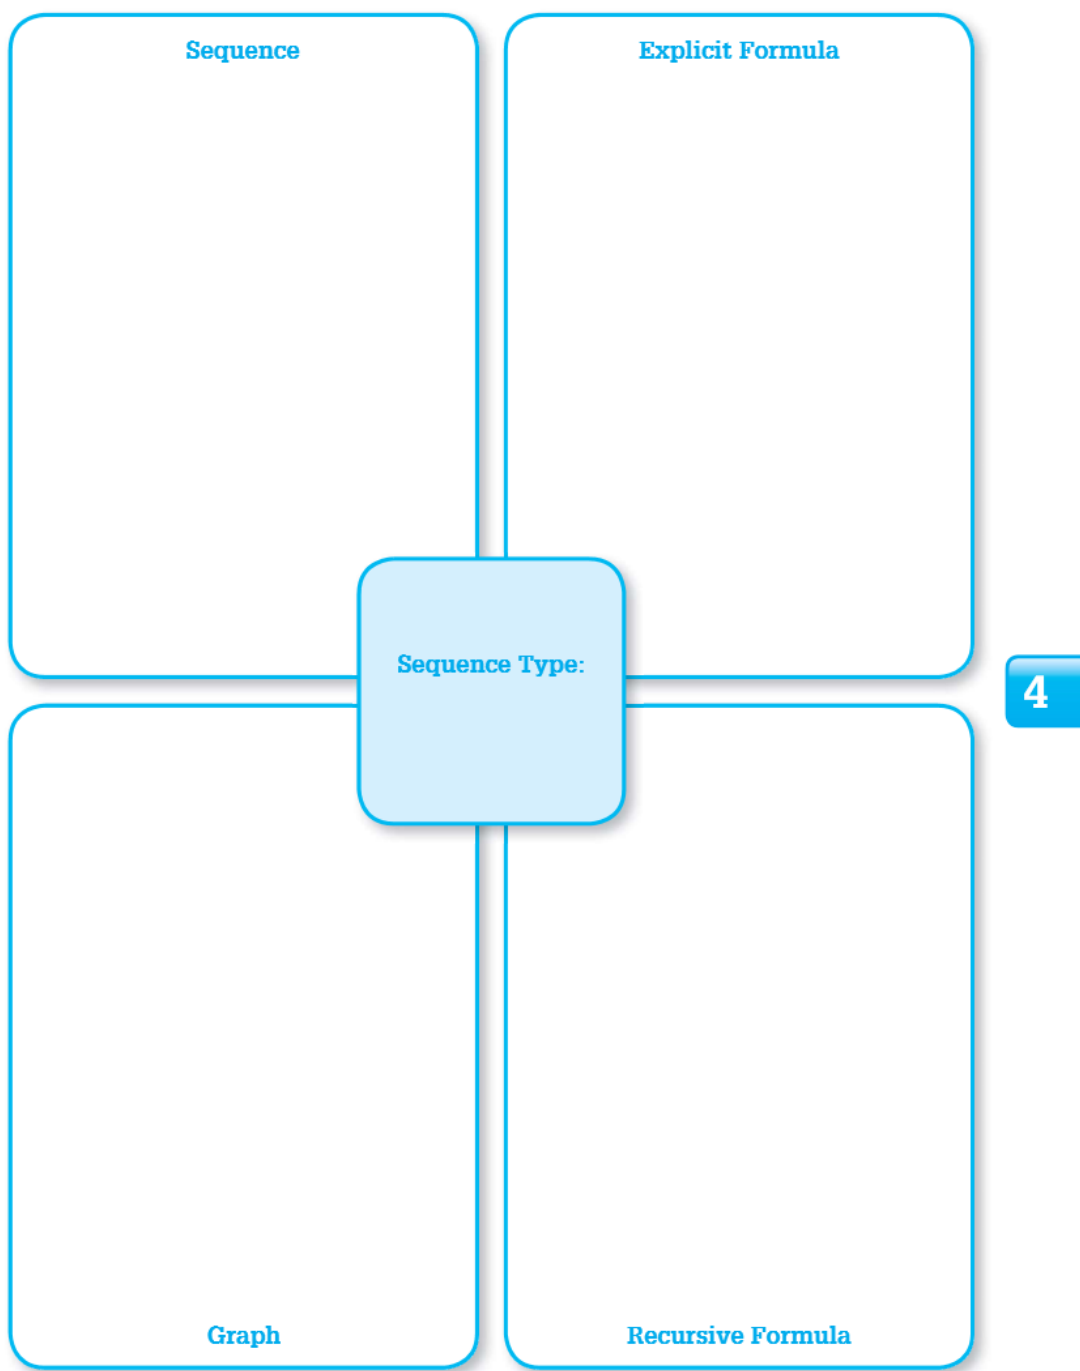 Sequence
Explicit Formula
Sequence Type:
4
Graph
Recursive Formula